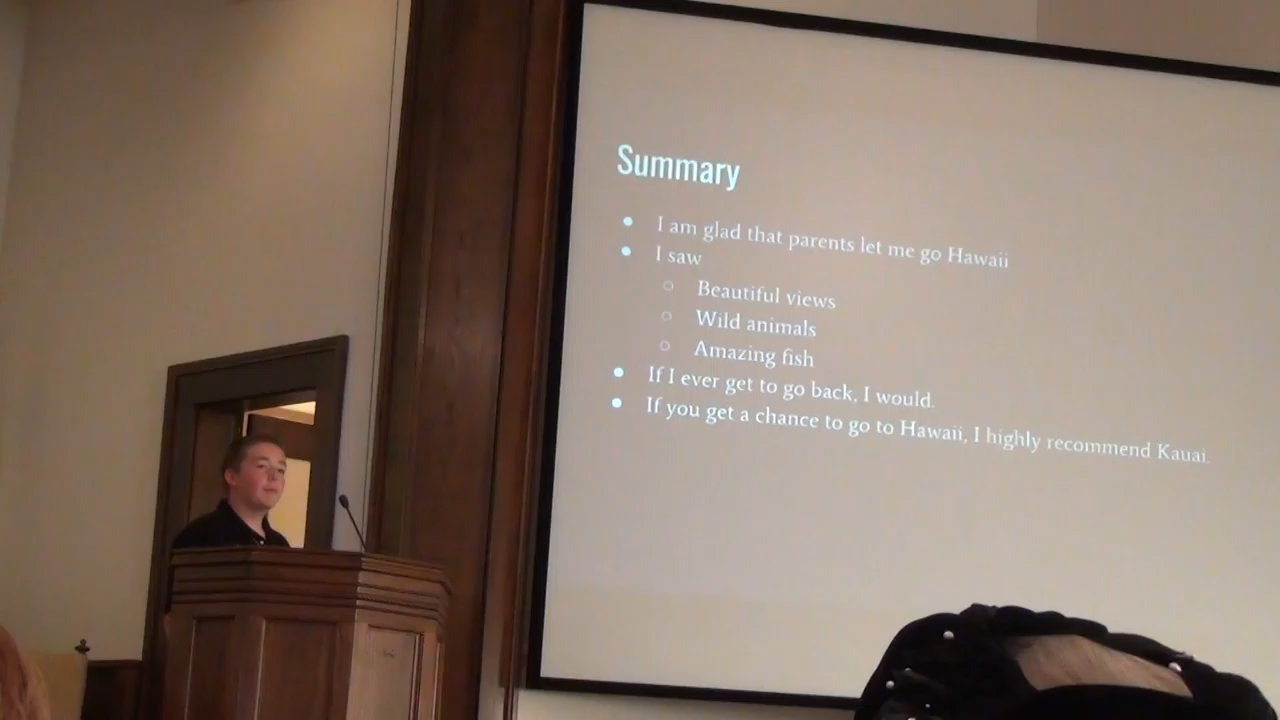 Summary
● I am glad that parents let me go Hawaii
● I saw
○ Beautiful views
○ Wild animals
○ Amazing fish
● If I ever get to go back, I would.
● If you get a chance to go to Hawaii, I highly recommend Kauai.